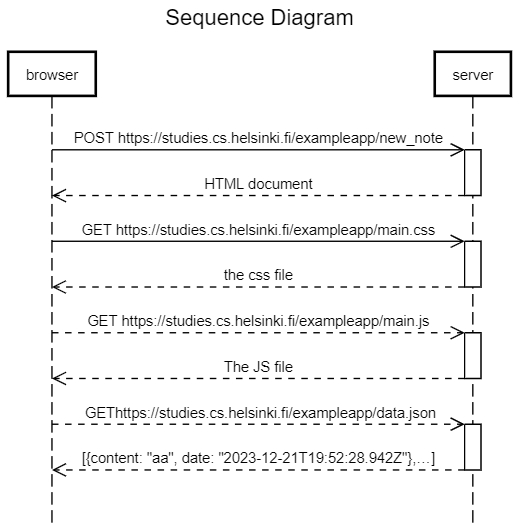 Sequence Diagram
browser
server
POST https://studies.cs.helsinki.fi/exampleapp/new_note
HTML document
GET https://studies.cs.helsinki.fi/exampleapp/main.css
the css file
GET https://studies.cs.helsinki.fi/exampleapp/main.js
The JS file
GEThttps://studies.cs.helsinki.fi/exampleapp/data.json
[{content: "aa", date: "2023-12-21T19:52:28.942Z"},…]